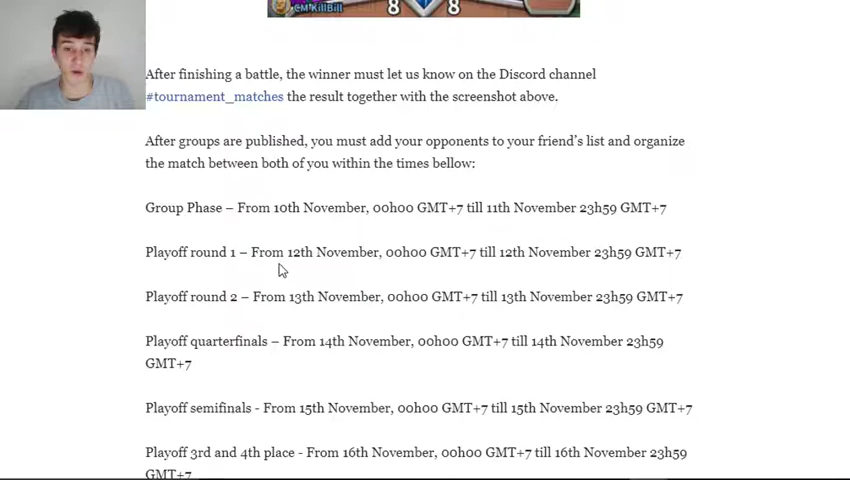 CM KillBill
8 8
After finishing a battle, the winner must let us know on the Discord channel
#tournament_matches the result together with the screenshot above.
After groups are published, you must add your opponents to your friend's list and organize
the match between both of you within the times bellow:
Group Phase – From 10th November, 00h00 GMT+7 till 11th November 23h59 GMT+7
Playoff round 1 – From 12th November, 00h00 GMT+7 till 12th November 23h59 GMT+7
Playoff round 2 – From 13th November, 00h00 GMT+7 till 13th November 23h59 GMT+7
Playoff quarterfinals – From 14th November, 00h00 GMT+7 till 14th November 23h59
GMT+7
Playoff semifinals - From 15th November, 00h00 GMT+7 till 15th November 23h59 GMT+7
Playoff 3rd and 4th place - From 16th November, 00h00 GMT+7 till 16th November 23h59
GMT+7